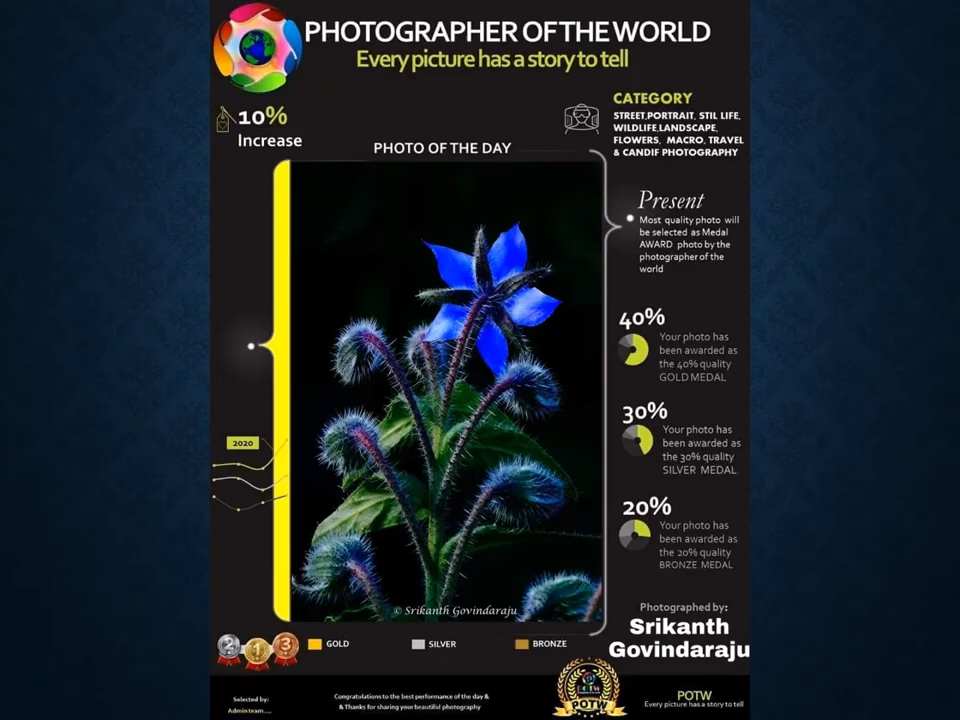 PHOTOGRAPHER OF THE WORLD
Every picture has a story to tell
10%
Increase
PHOTO OF THE DAY
CATEGORY
STREET,PORTRAIT, STIL LIFE,
WILDLIFE,LANDSCAPE,
FLOWERS, MACRO, TRAVEL
& CANDIF PHOTOGRAPHY
Present
Most quality photo will
be selected as Medal
AWARD photo by the
photographer of the
world
40%
Your photo has
been awarded as
the 40% quality
GOLD MEDAL
30%
Your photo has
been awarded as
the 30% quality
SILVER MEDAL.
20%
Your photo has
been awarded as
the 20% quality
BRONZE MEDAL
2020
© Srikanth Govindaraju
Photographed by:
Srikanth
Govindaraju
2 1 3
GOLD
SILVER
BRONZE
Selected by:
Admin team....
Congratulations to the best performance of the day &
& Thanks for sharing your beautiful photography
POTW
POTW
POTW
Every picture has a story to tell